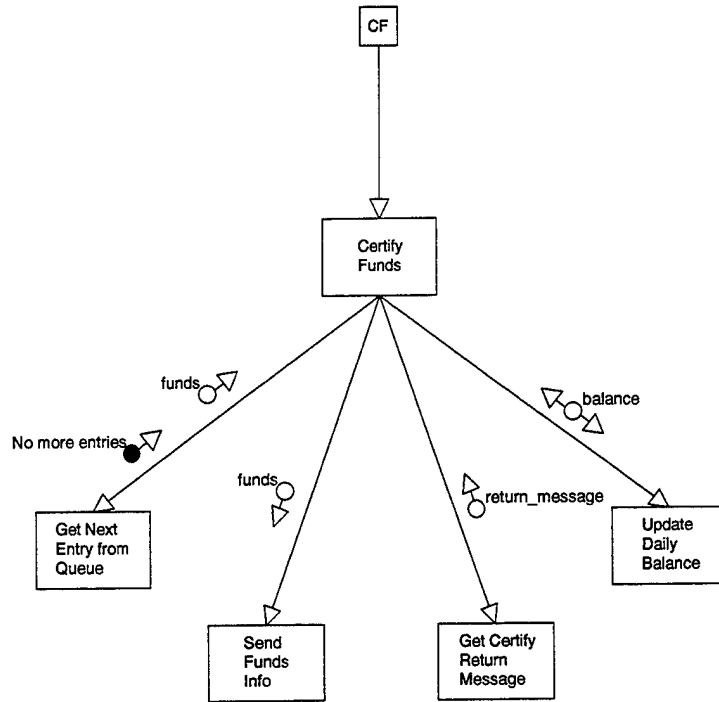 CF
Certify
Funds
funds
balance
No more entries
funds
return_message
Get Next
Entry from
Queue
Update
Daily
Balance
Send
Funds
Info
Get Certify
Return
Message